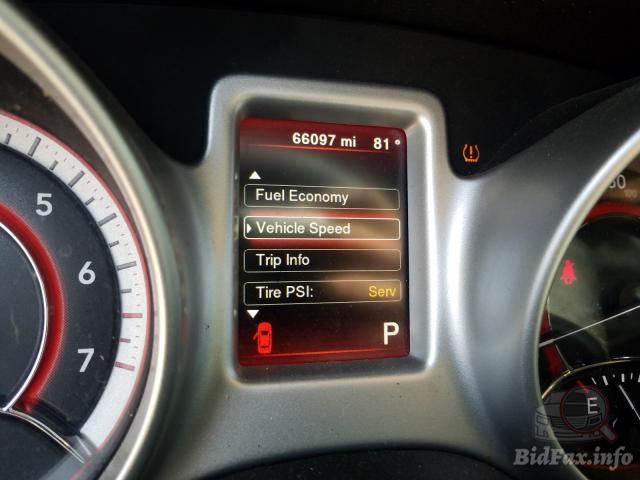 66097 mi 81°
Fuel Economy
Vehicle Speed
Trip Info
Tire PSI: Serv
P
5
6
7
E
BidFax.info